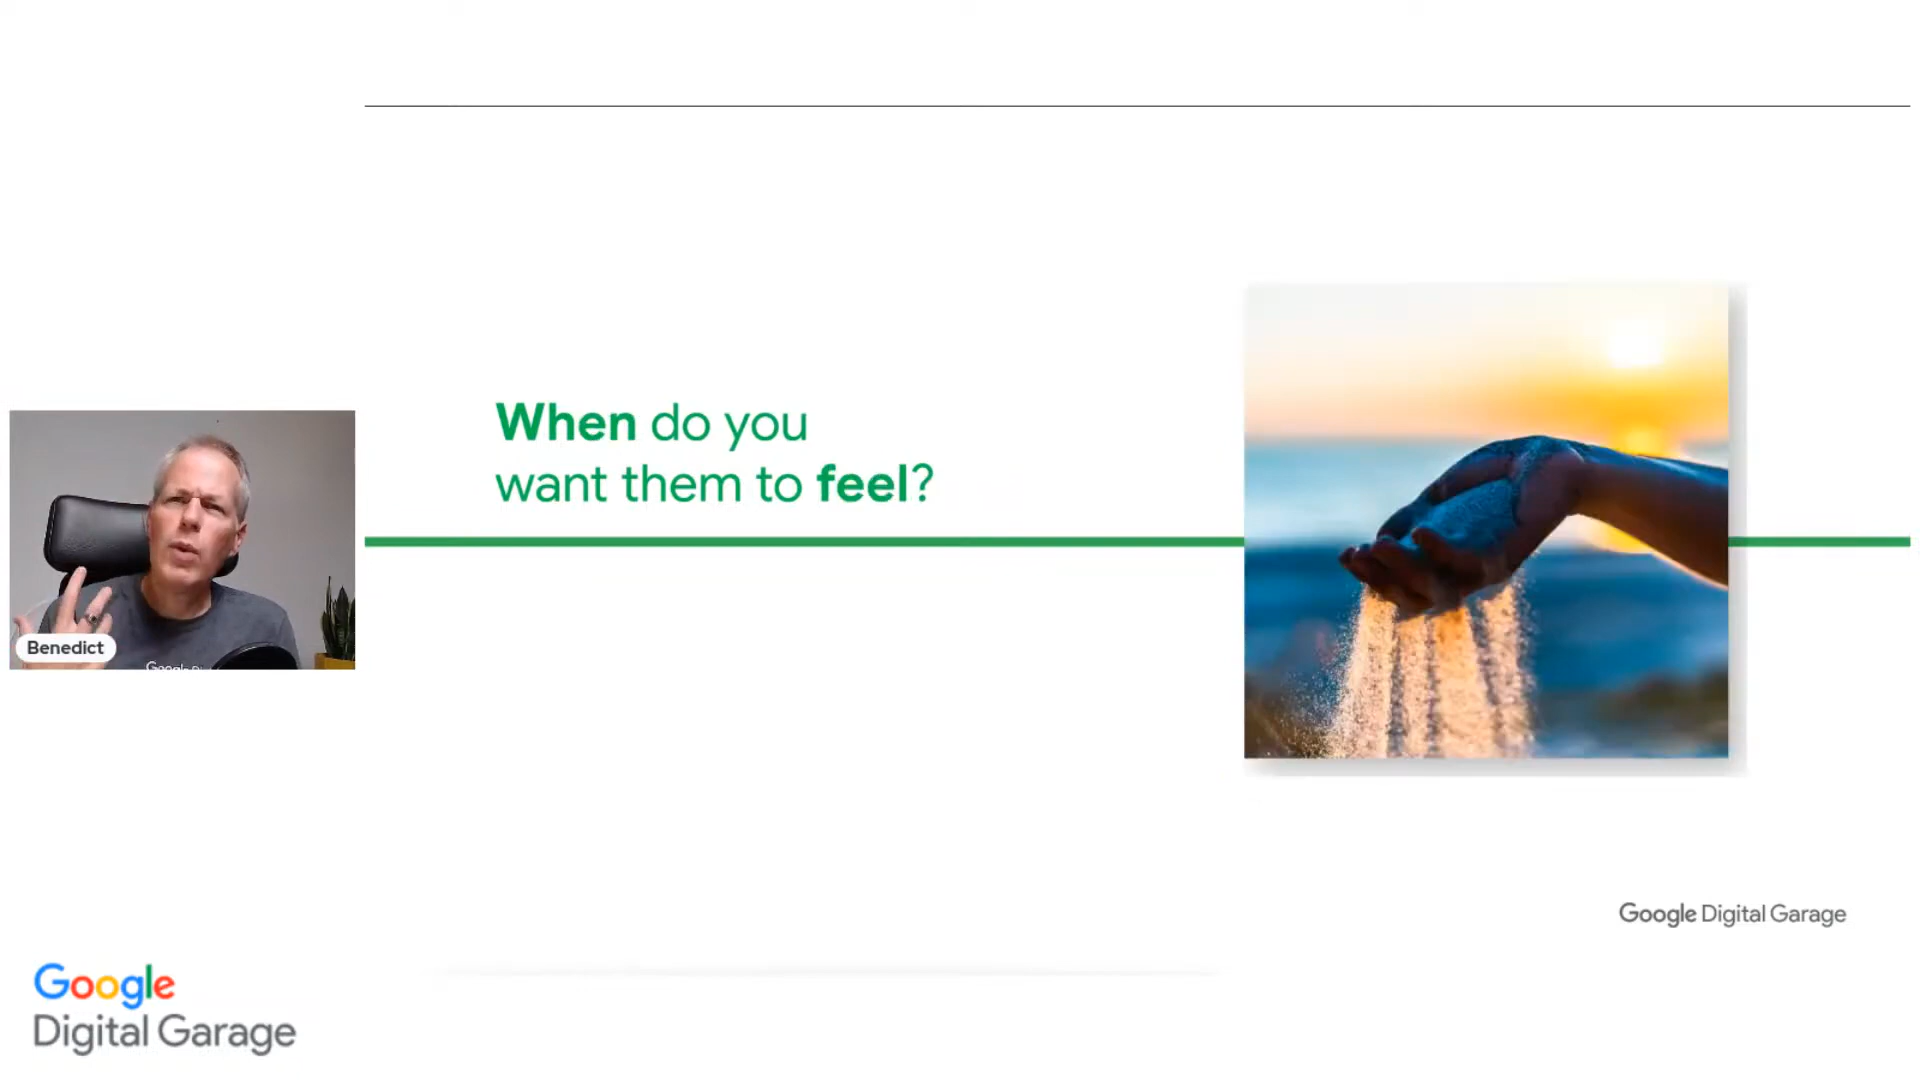 When do you
want them to feel?
Benedict
Google Digital Garage
Google
Digital Garage